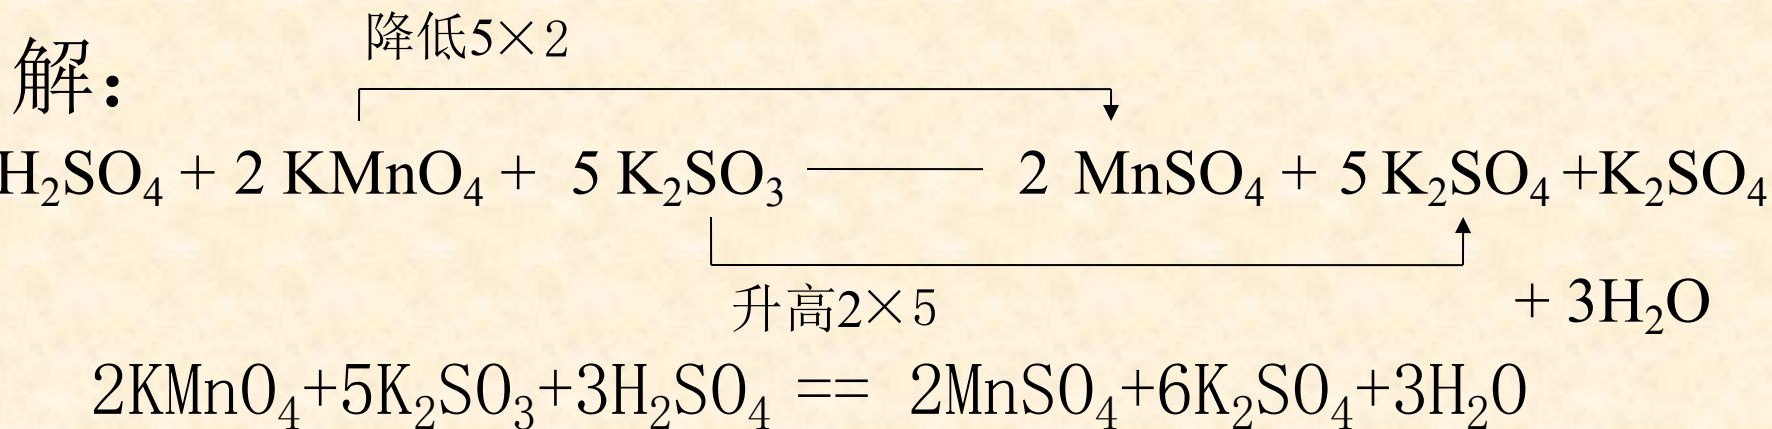 降低5×2
解：
H₂SO₄ + 2 KMnO₄ + 5 K₂SO₃ —— 2 MnSO₄ + 5 K₂SO₄ +K₂SO₄
+ 3H₂O
升高2×5
2KMnO₄+5K₂SO₃+3H₂SO₄ == 2MnSO₄+6K₂SO₄+3H₂O